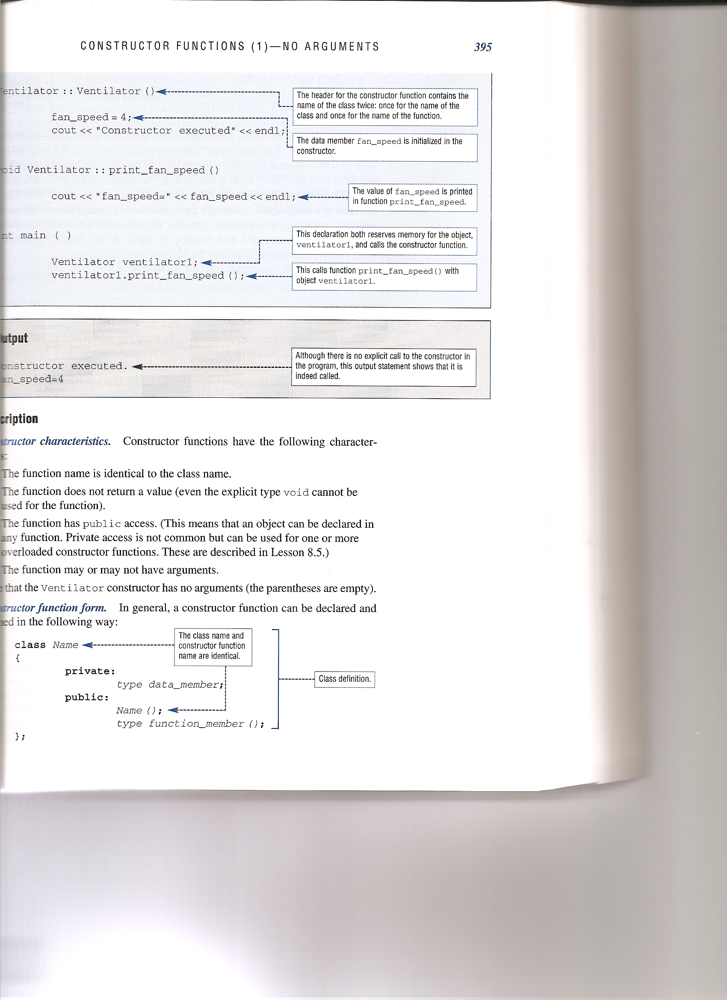 CONSTRUCTOR FUNCTIONS (1)—NO ARGUMENTS 395
entilator :: Ventilator ()
The header for the constructor function contains the
name of the class twice: once for the name of the
class and once for the name of the function.
fan_speed = 4;
cout << "Constructor executed" << endl;
The data member fan_speed is initialized in the
constructor.
oid Ventilator :: print_fan_speed ()
cout << "fan_speed=" << fan_speed << endl;
The value of fan_speed is printed
in function print_fan_speed.
nt main ( )
This declaration both reserves memory for the object,
ventilator1, and calls the constructor function.
Ventilator ventilator1;
ventilator1.print_fan_speed ();
This calls function print_fan_speed() with
object ventilator1.
utput
onstructor executed.
an_speed=4
Although there is no explicit call to the constructor in
the program, this output statement shows that it is
indeed called.
cription
structor characteristics. Constructor functions have the following character-
s:
The function name is identical to the class name.
The function does not return a value (even the explicit type void cannot be
used for the function).
The function has public access. (This means that an object can be declared in
any function. Private access is not common but can be used for one or more
overloaded constructor functions. These are described in Lesson 8.5.)
The function may or may not have arguments.
that the Ventilator constructor has no arguments (the parentheses are empty).
structor function form. In general, a constructor function can be declared and
ned in the following way:
class Name
{
private:
type data_member;
public:
Name ();
type function_member ();
};
The class name and
constructor function
name are identical.
Class definition.